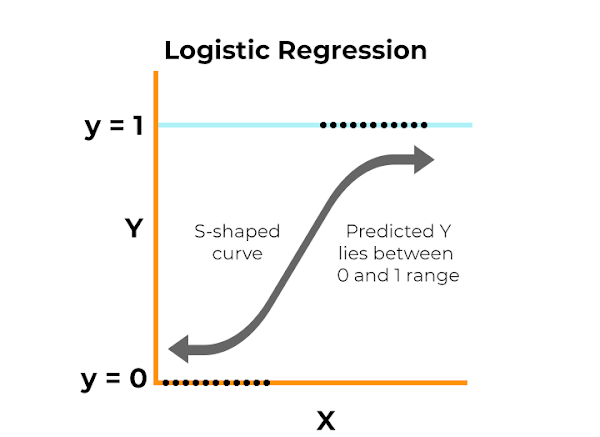 Logistic Regression
y = 1
Y
S-shaped
curve
Predicted Y
lies between
0 and 1 range
y = 0
X